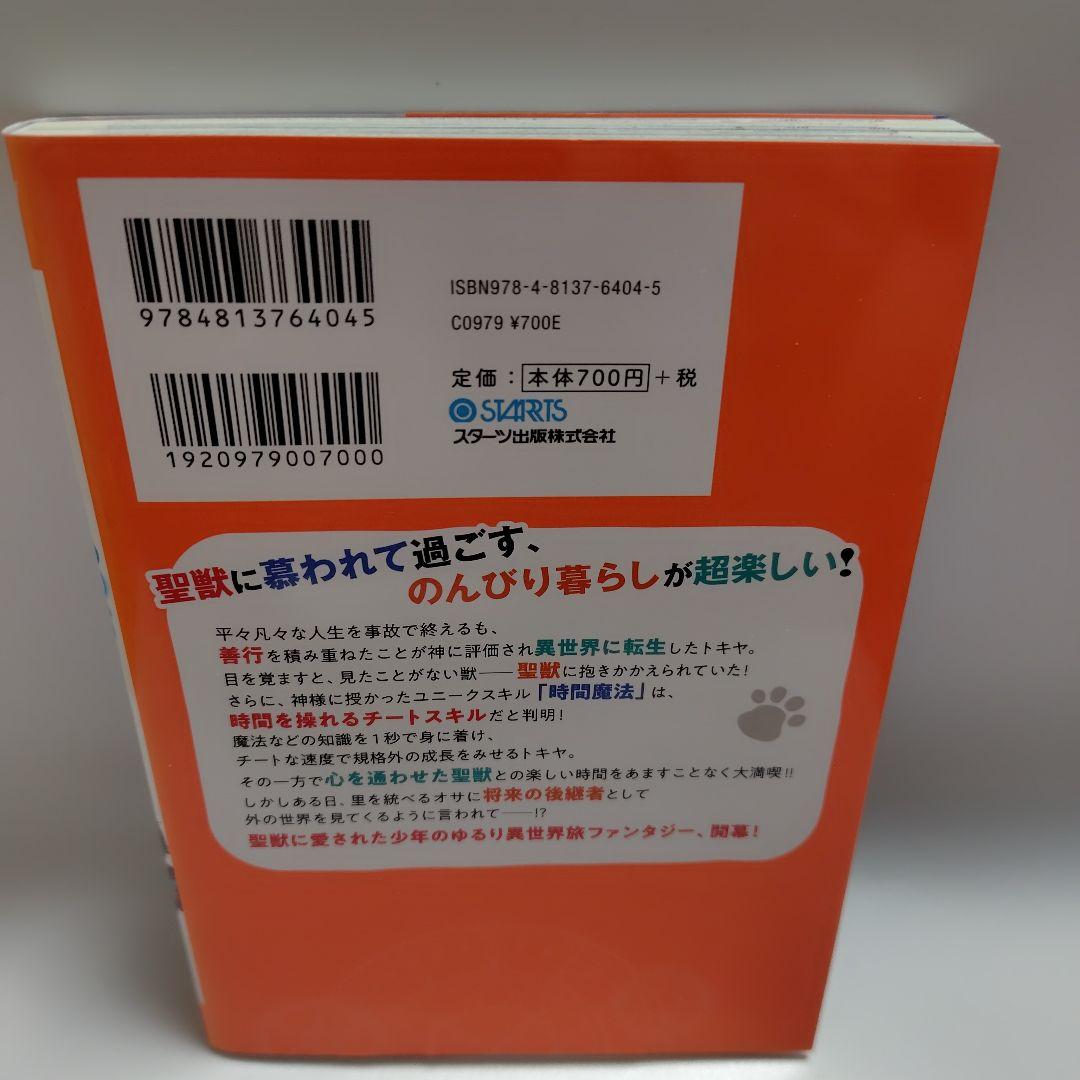 9784813764045
ISBN978-4-8137-6404-5
C0979 ¥700E
1920979007000
定価：本体700円＋税
STARTS
スターツ出版株式会社
聖獣に慕われて過ごす、
のんびり暮らしが超楽しい！
平々凡々な人生を事故で終えるも、
善行を積み重ねたことが神に評価され異世界に転生したトキヤ。
目を覚ますと、見たことがない獣――聖獣に抱きかかえられていた！
さらに、神様に授かったユニークスキル「時間魔法」は、
時間を操れるチートスキルだと判明！
魔法などの知識を1秒で身に着け、
チートな速度で規格外の成長をみせるトキヤ。
その一方で心を通わせた聖獣との楽しい時間をあますことなく大満喫!!
しかしある日、里を統べるオサに将来の後継者として
外の世界を見てくるように言われて――!?
聖獣に愛された少年のゆるり異世界旅ファンタジー、開幕！